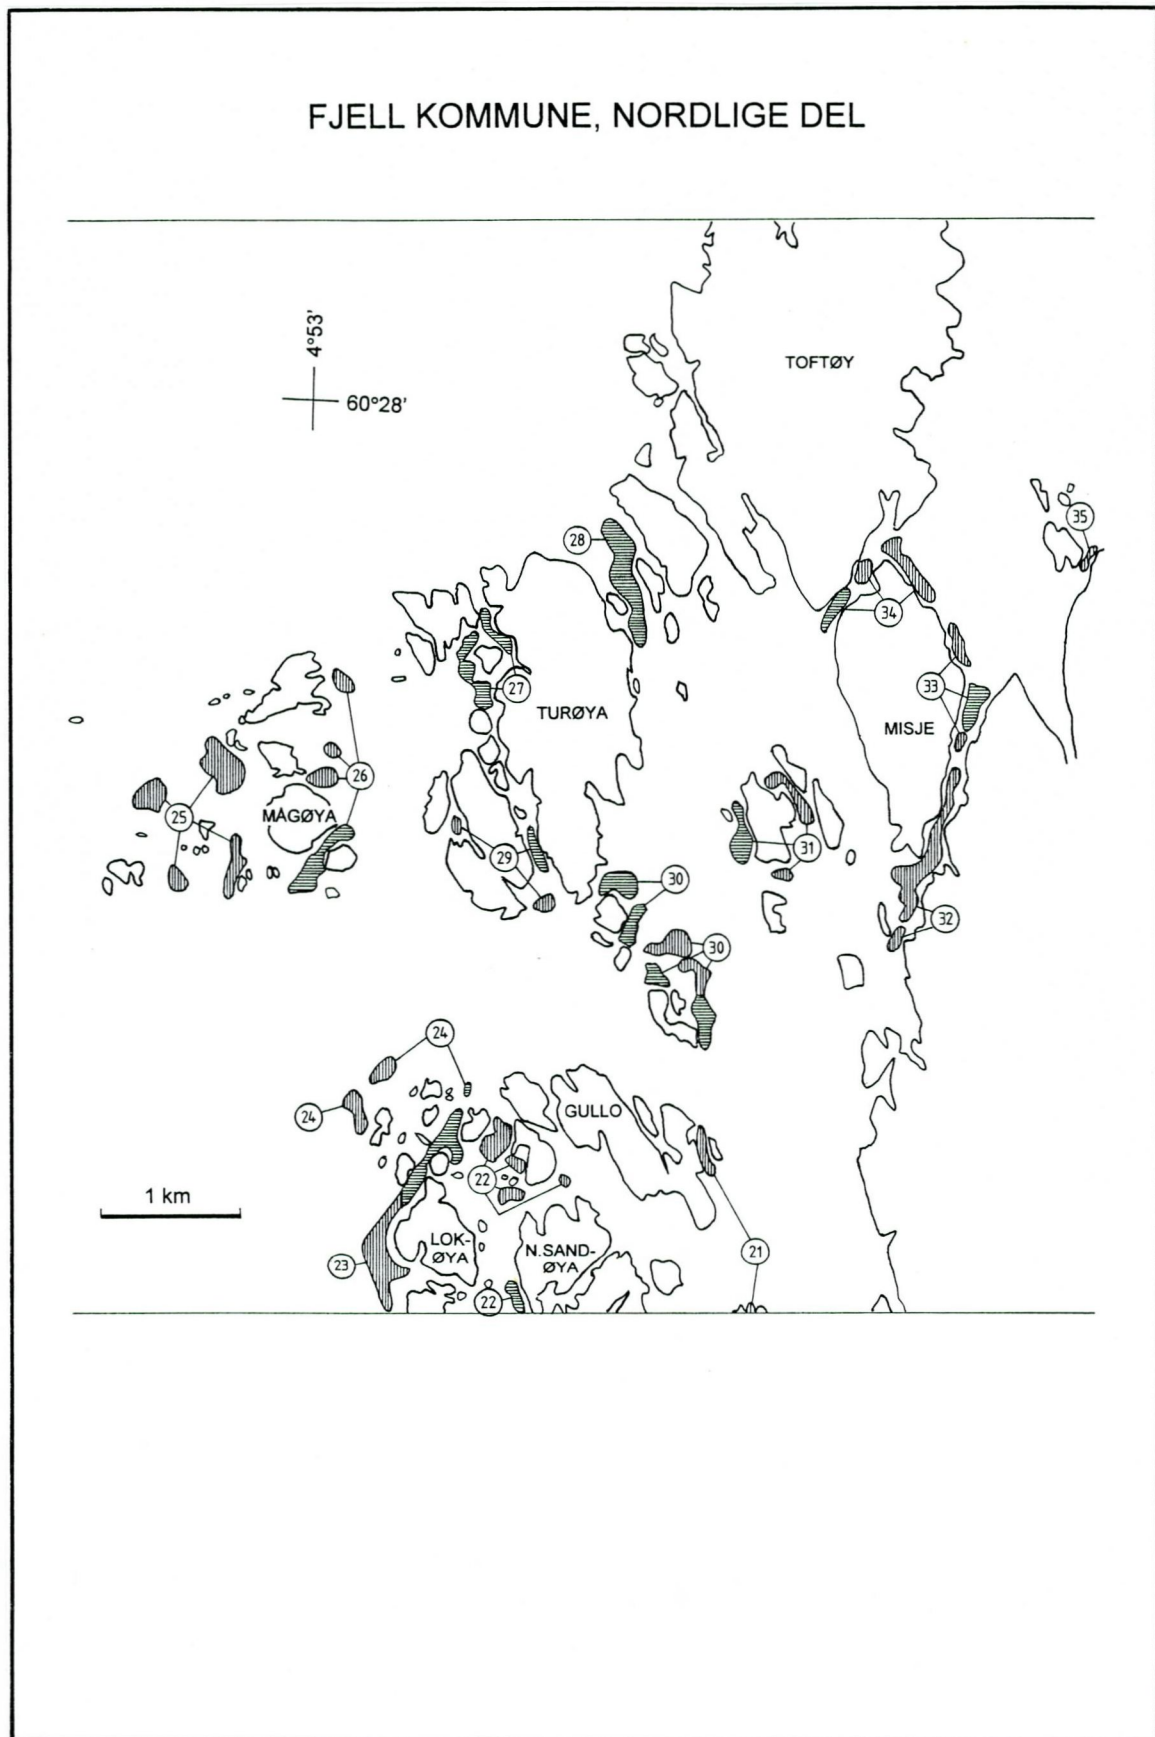 FJELL KOMMUNE, NORDLIGE DEL
4°53'
60°28'
TOFTØY
35
28
34
33
27
TURØYA
MISJE
26
25
MÅGØYA
31
29
30
32
30
24
24
GULLO
22
1 km
LOK-
ØYA
N.SAND-
ØYA
21
23
22